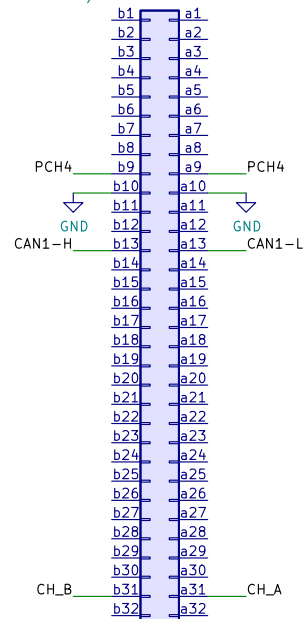 b1 a1
b2 a2
b3 a3
b4 a4
b5 a5
b6 a6
b7 a7
b8 a8
PCH4 b9 a9 PCH4
b10 a10
b11 a11
GND b12 a12 GND
CAN1-H b13 a13 CAN1-L
b14 a14
b15 a15
b16 a16
b17 a17
b18 a18
b19 a19
b20 a20
b21 a21
b22 a22
b23 a23
b24 a24
b25 a25
b26 a26
b27 a27
b28 a28
b29 a29
b30 a30
CH_B b31 a31 CH_A
b32 a32